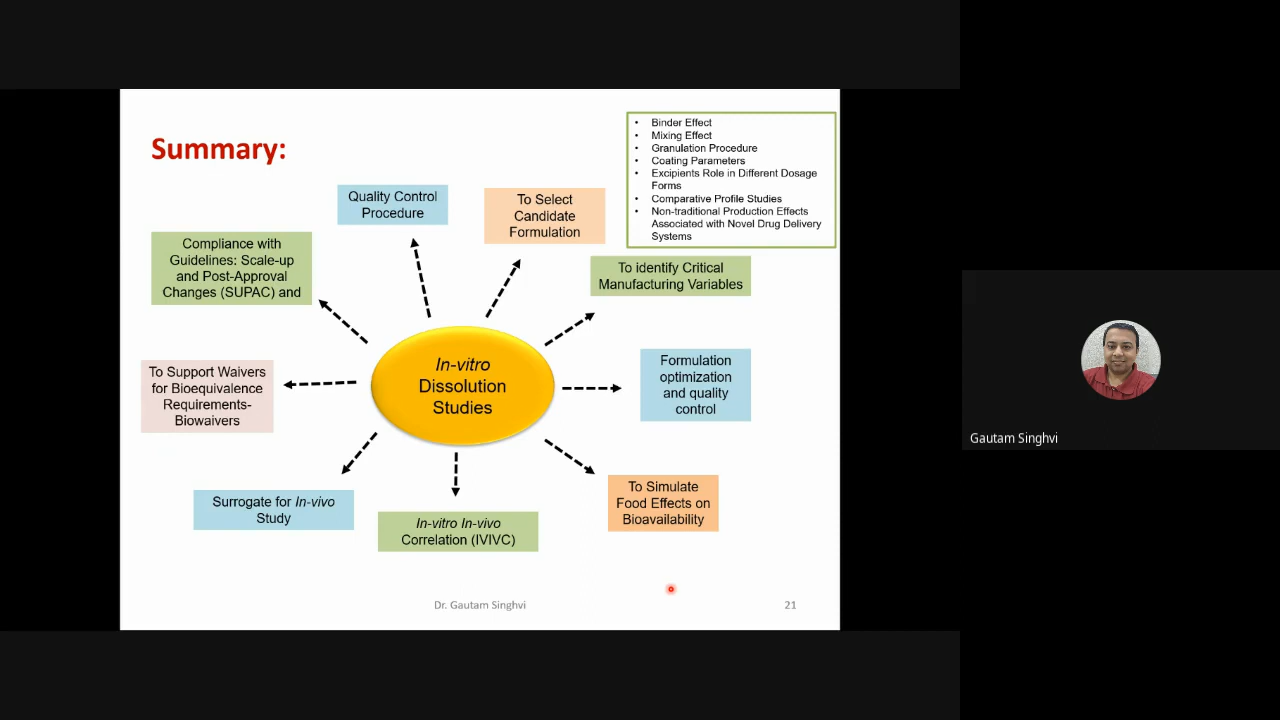 Summary:
• Binder Effect
• Mixing Effect
• Granulation Procedure
• Coating Parameters
• Excipients Role in Different Dosage
Forms
• Comparative Profile Studies
• Non-traditional Production Effects
Associated with Novel Drug Delivery
Systems
Quality Control
Procedure
To Select
Candidate
Formulation
Compliance with
Guidelines: Scale-up
and Post-Approval
Changes (SUPAC) and
To identify Critical
Manufacturing Variables
In-vitro
Dissolution
Studies
Formulation
optimization
and quality
control
To Support Waivers
for Bioequivalence
Requirements-
Biowaivers
To Simulate
Food Effects on
Bioavailability
Surrogate for In-vivo
Study
In-vitro In-vivo
Correlation (IVIVC)
Dr. Gautam Singhvi
21
Gautam Singhvi